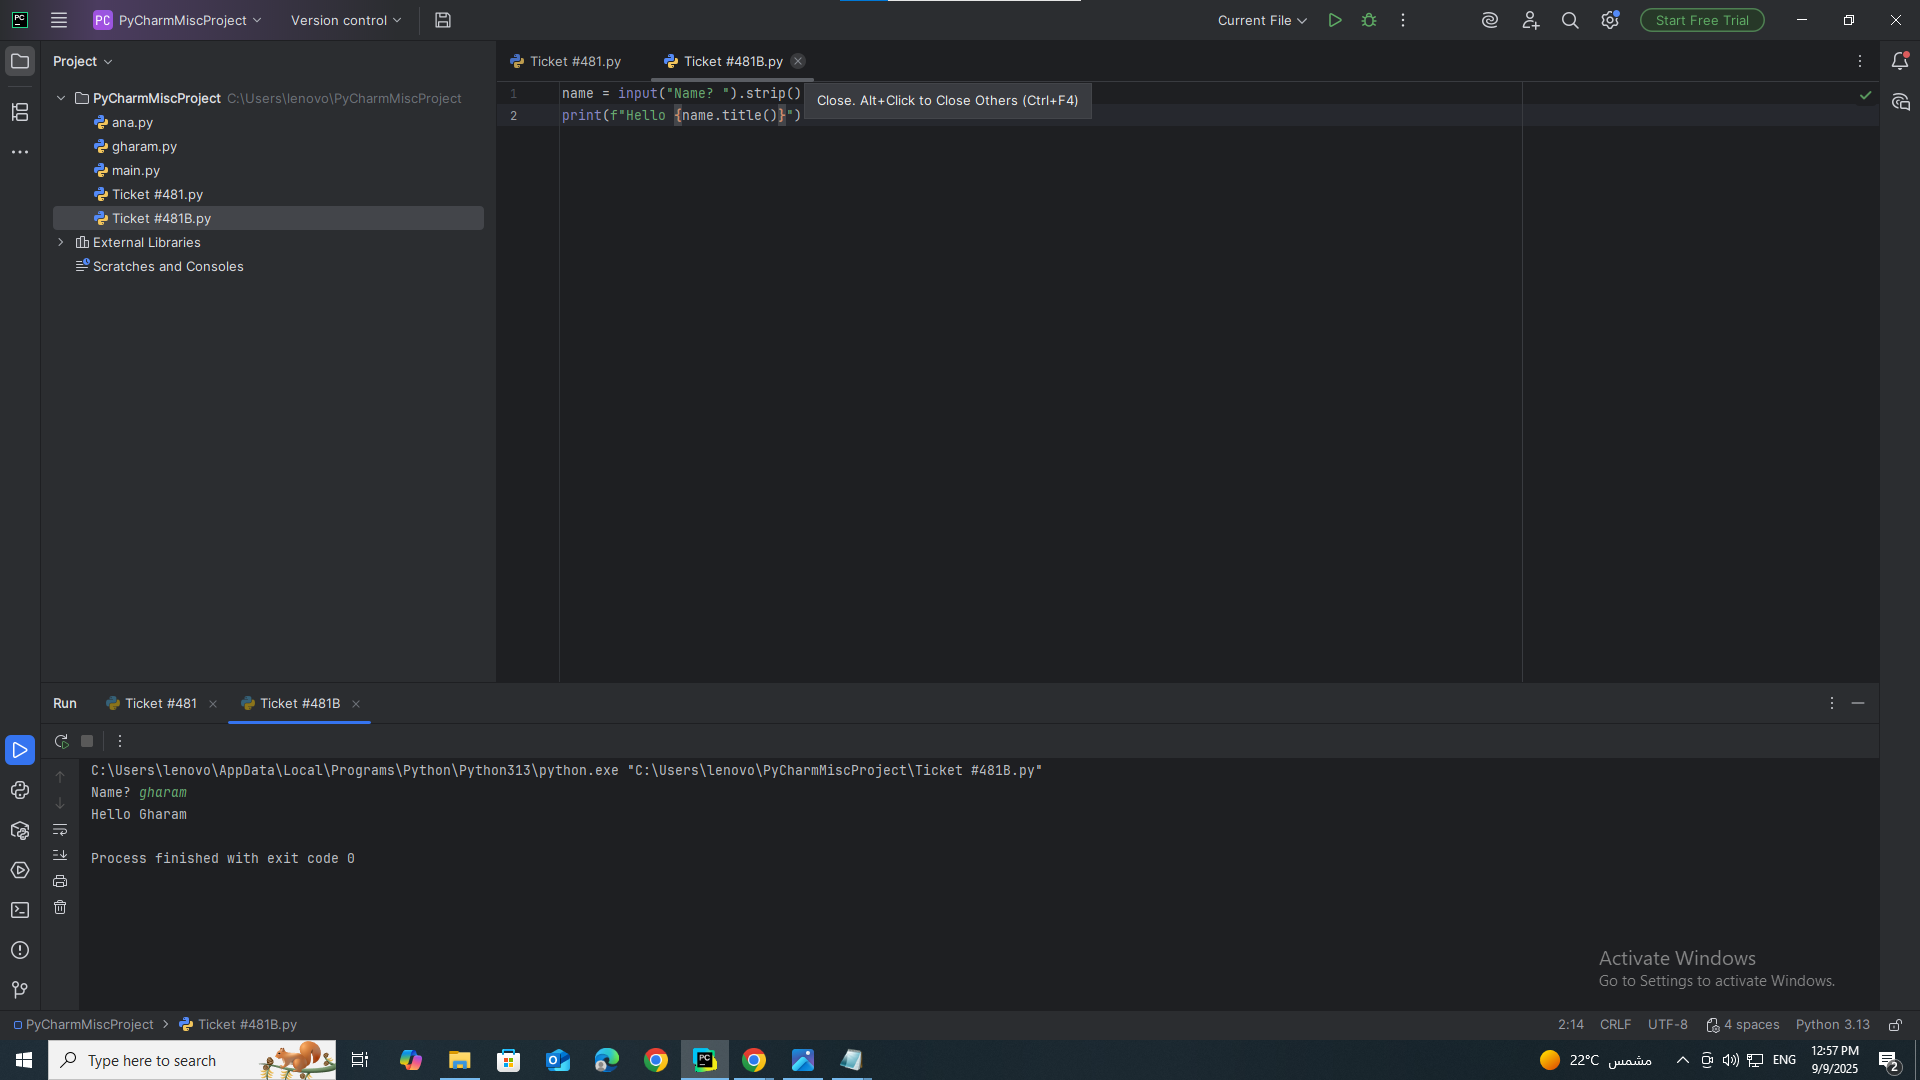 PC PyCharmMiscProject Version control Current File Start Free Trial
Project
Ticket #481.py Ticket #481B.py
PyCharmMiscProject C:\Users\lenovo\PyCharmMiscProject
ana.py
gharam.py
main.py
Ticket #481.py
Ticket #481B.py
External Libraries
Scratches and Consoles
1 name = input("Name? ").strip()
2 print(f"Hello {name.title()}")
Close. Alt+Click to Close Others (Ctrl+F4)
Run Ticket #481 Ticket #481B
C:\Users\lenovo\AppData\Local\Programs\Python\Python313\python.exe "C:\Users\lenovo\PyCharmMiscProject\Ticket #481B.py"
Name? gharam
Hello Gharam
Process finished with exit code 0
Activate Windows
Go to Settings to activate Windows.
PyCharmMiscProject Ticket #481B.py 2:14 CRLF UTF-8 4 spaces Python 3.13
Type here to search 22°C مشمس ENG 12:57 PM
9/9/2025
2